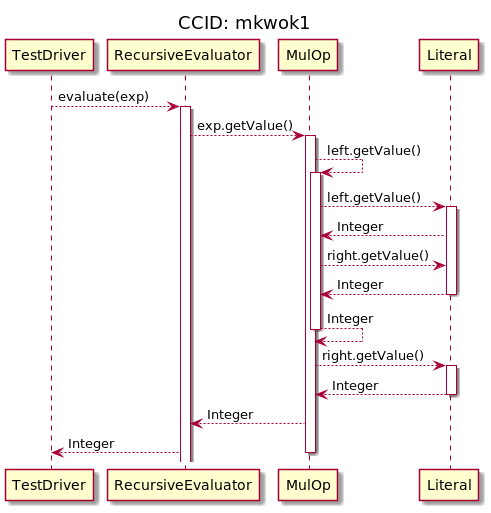 CCID: mkwok1
TestDriver
RecursiveEvaluator
MulOp
Literal
evaluate(exp)
exp.getValue()
left.getValue()
left.getValue()
Integer
right.getValue()
Integer
Integer
right.getValue()
Integer
Integer
Integer
TestDriver
RecursiveEvaluator
MulOp
Literal